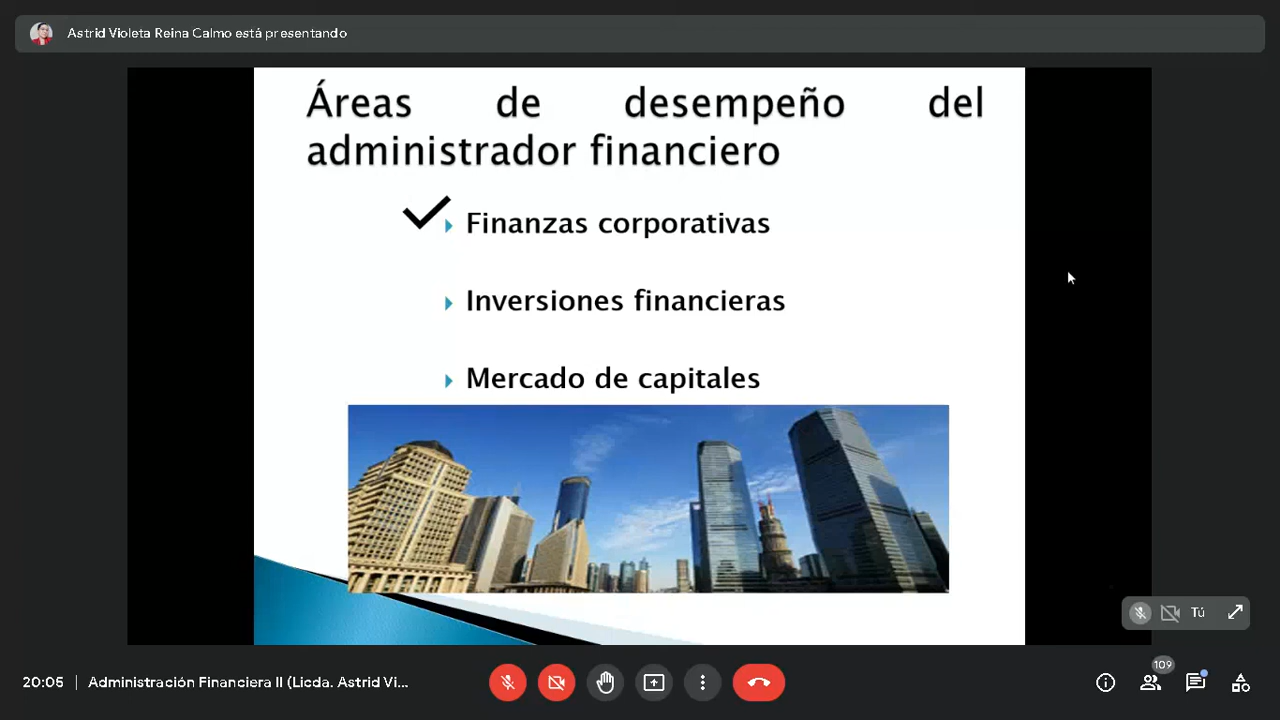 Astrid Violeta Reina Calmo está presentando
Áreas de desempeño del
administrador financiero
Finanzas corporativas
Inversiones financieras
Mercado de capitales
Tú
109
20:05 | Administración Financiera II (Licda. Astrid Vi...